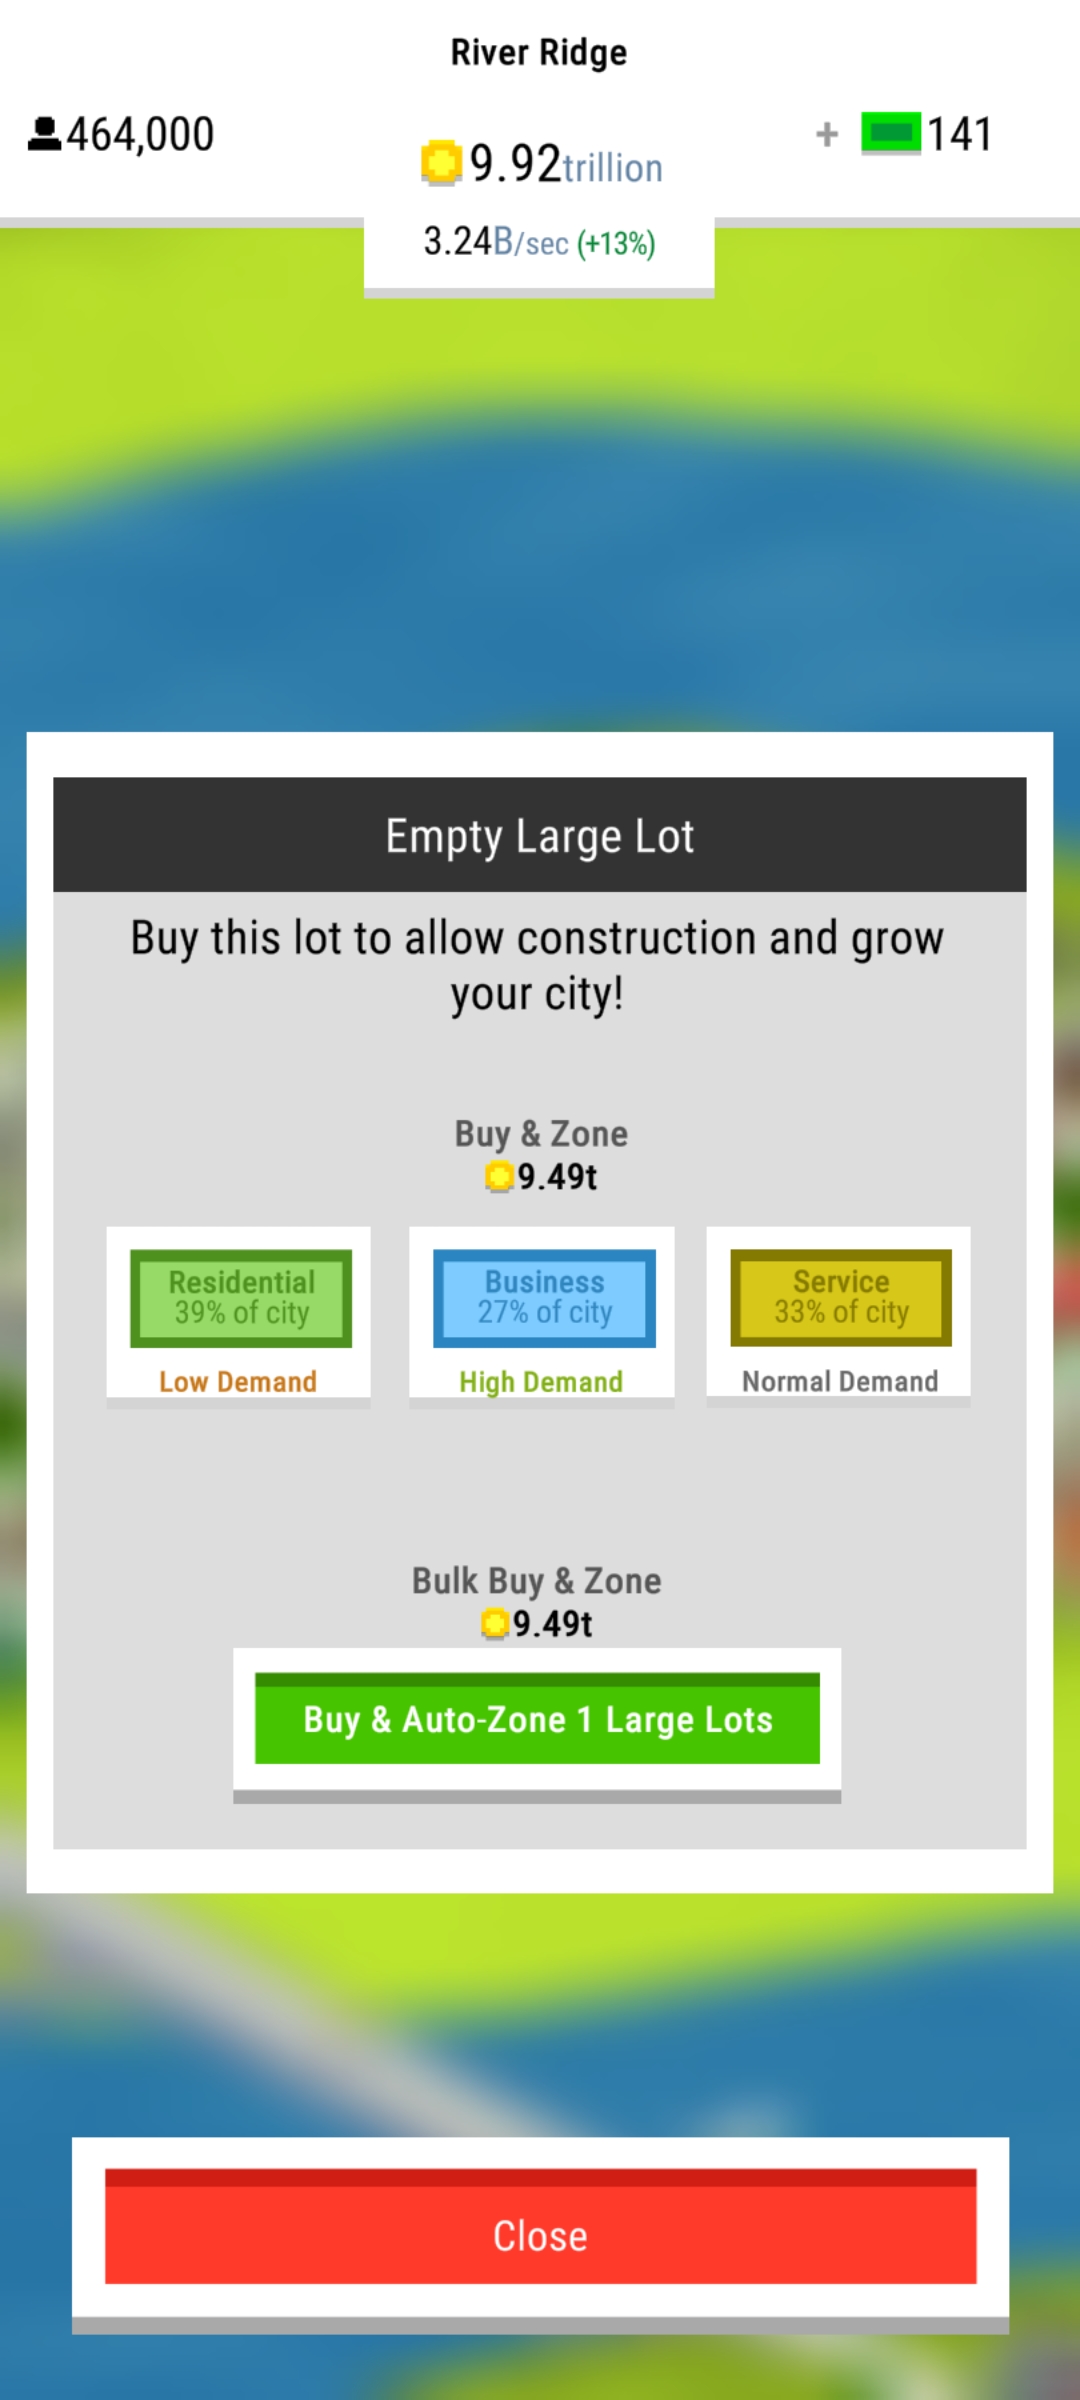 River Ridge
464,000
9.92trillion
+ 141
3.24B/sec (+13%)
Empty Large Lot
Buy this lot to allow construction and grow
your city!
Buy & Zone
9.49t
Residential
39% of city
Low Demand
Business
27% of city
High Demand
Service
33% of city
Normal Demand
Bulk Buy & Zone
9.49t
Buy & Auto-Zone 1 Large Lots
Close